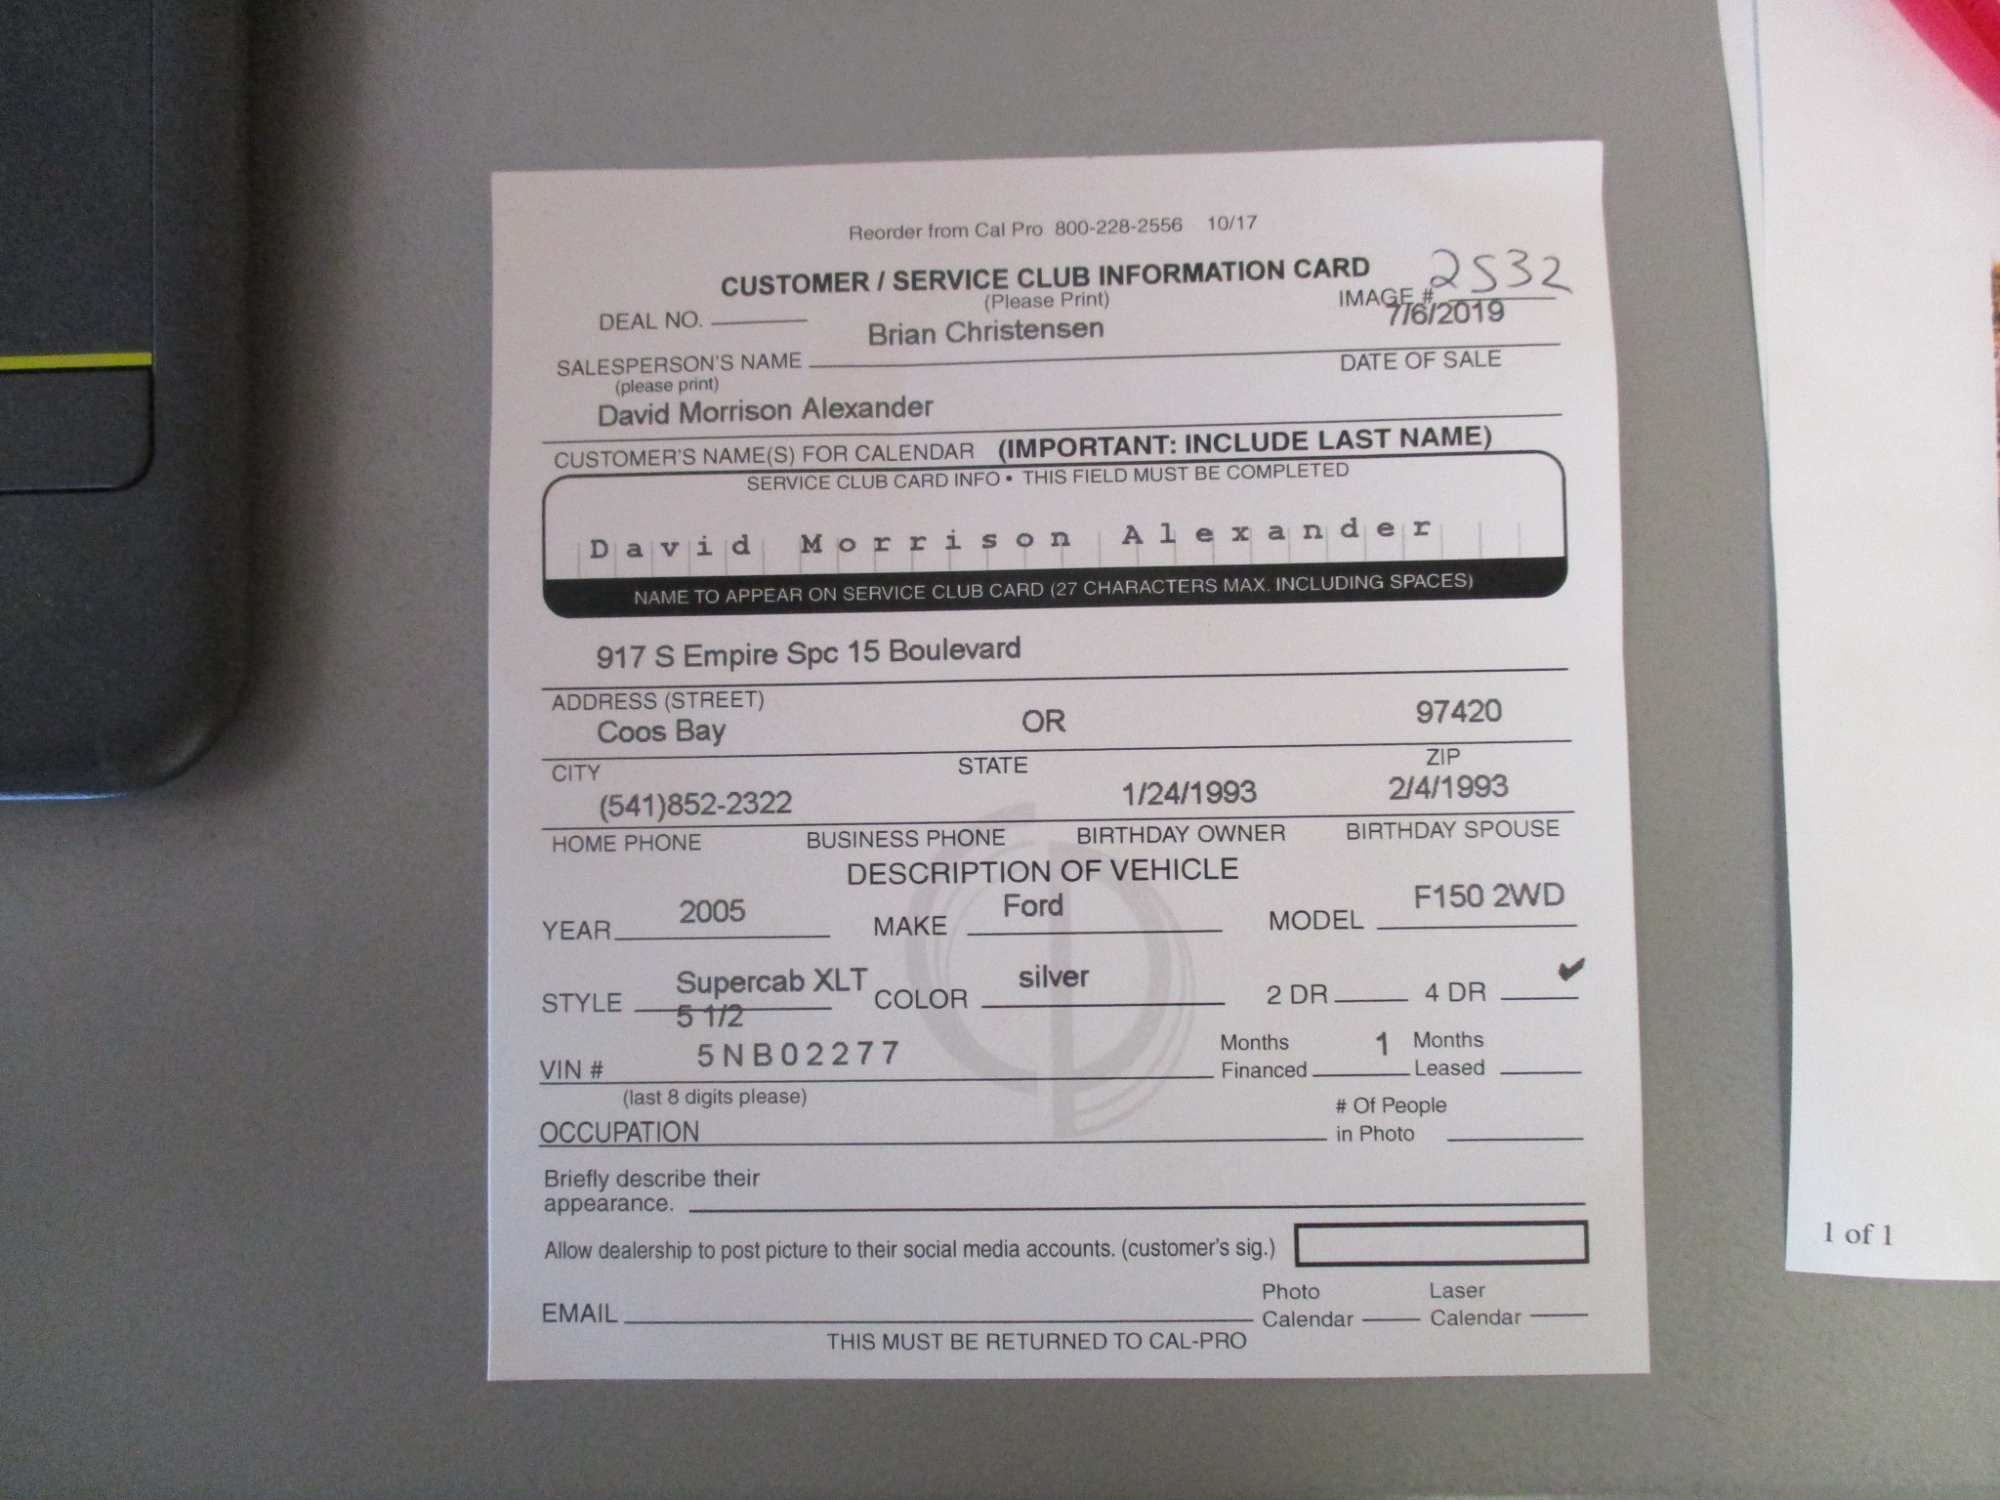 Reorder from Cal Pro 800-228-2556 10/17
CUSTOMER / SERVICE CLUB INFORMATION CARD
(Please Print)
IMAGE # 2532
DEAL NO.
Brian Christensen 7/6/2019
SALESPERSON'S NAME DATE OF SALE
(please print)
David Morrison Alexander
CUSTOMER'S NAME(S) FOR CALENDAR (IMPORTANT: INCLUDE LAST NAME)
SERVICE CLUB CARD INFO • THIS FIELD MUST BE COMPLETED
David Morrison Alexander
NAME TO APPEAR ON SERVICE CLUB CARD (27 CHARACTERS MAX. INCLUDING SPACES)
917 S Empire Spc 15 Boulevard
ADDRESS (STREET)
Coos Bay OR 97420
CITY STATE ZIP
(541)852-2322 1/24/1993 2/4/1993
HOME PHONE BUSINESS PHONE BIRTHDAY OWNER BIRTHDAY SPOUSE
DESCRIPTION OF VEHICLE
YEAR 2005 MAKE Ford MODEL F150 2WD
STYLE Supercab XLT COLOR silver 2 DR 4 DR ✔
5 1/2
VIN # 5NB02277 Months Financed 1 Months Leased
(last 8 digits please)
OCCUPATION # Of People in Photo
Briefly describe their
appearance.
Allow dealership to post picture to their social media accounts. (customer's sig.)
EMAIL Photo Calendar Laser Calendar
THIS MUST BE RETURNED TO CAL-PRO
1 of 1